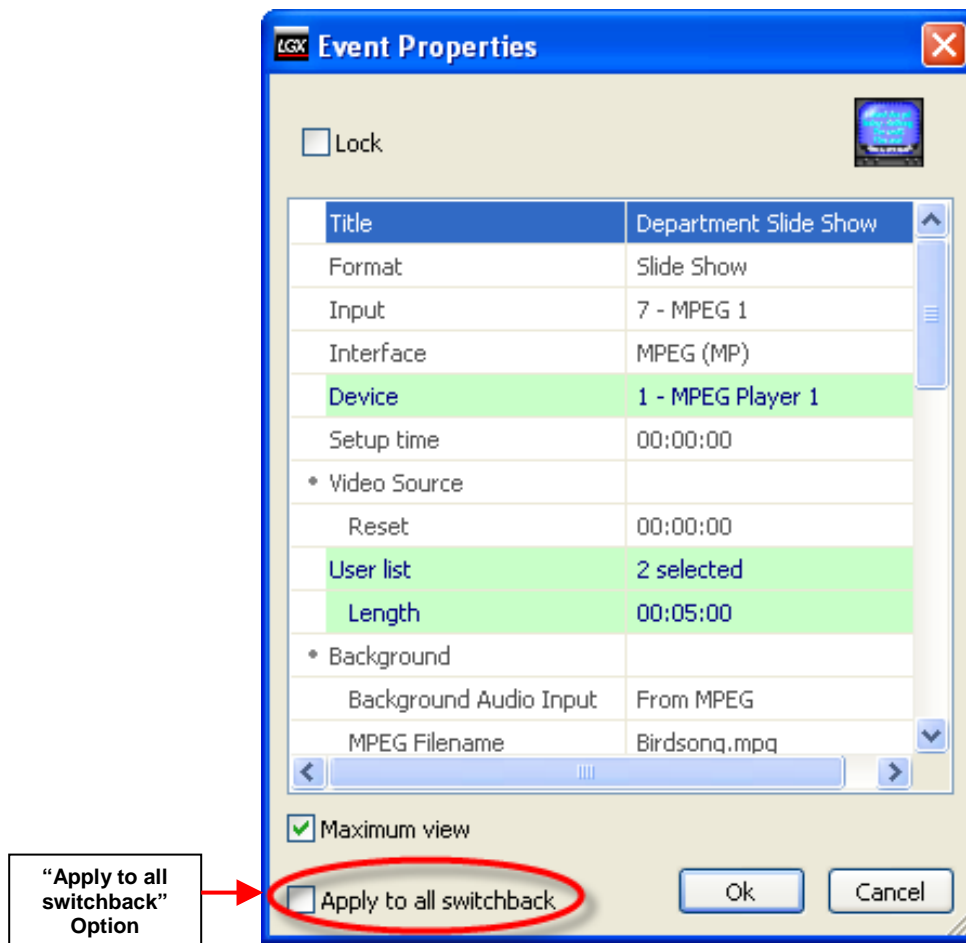 LGX Event Properties
Lock
Title Department Slide Show
Format Slide Show
Input 7 - MPEG 1
Interface MPEG (MP)
Device 1 - MPEG Player 1
Setup time 00:00:00
• Video Source
Reset 00:00:00
User list 2 selected
Length 00:05:00
• Background
Background Audio Input From MPEG
MPEG Filename Birdsong.mpg
Maximum view
“Apply to all
switchback”
Option
Apply to all switchback
Ok Cancel